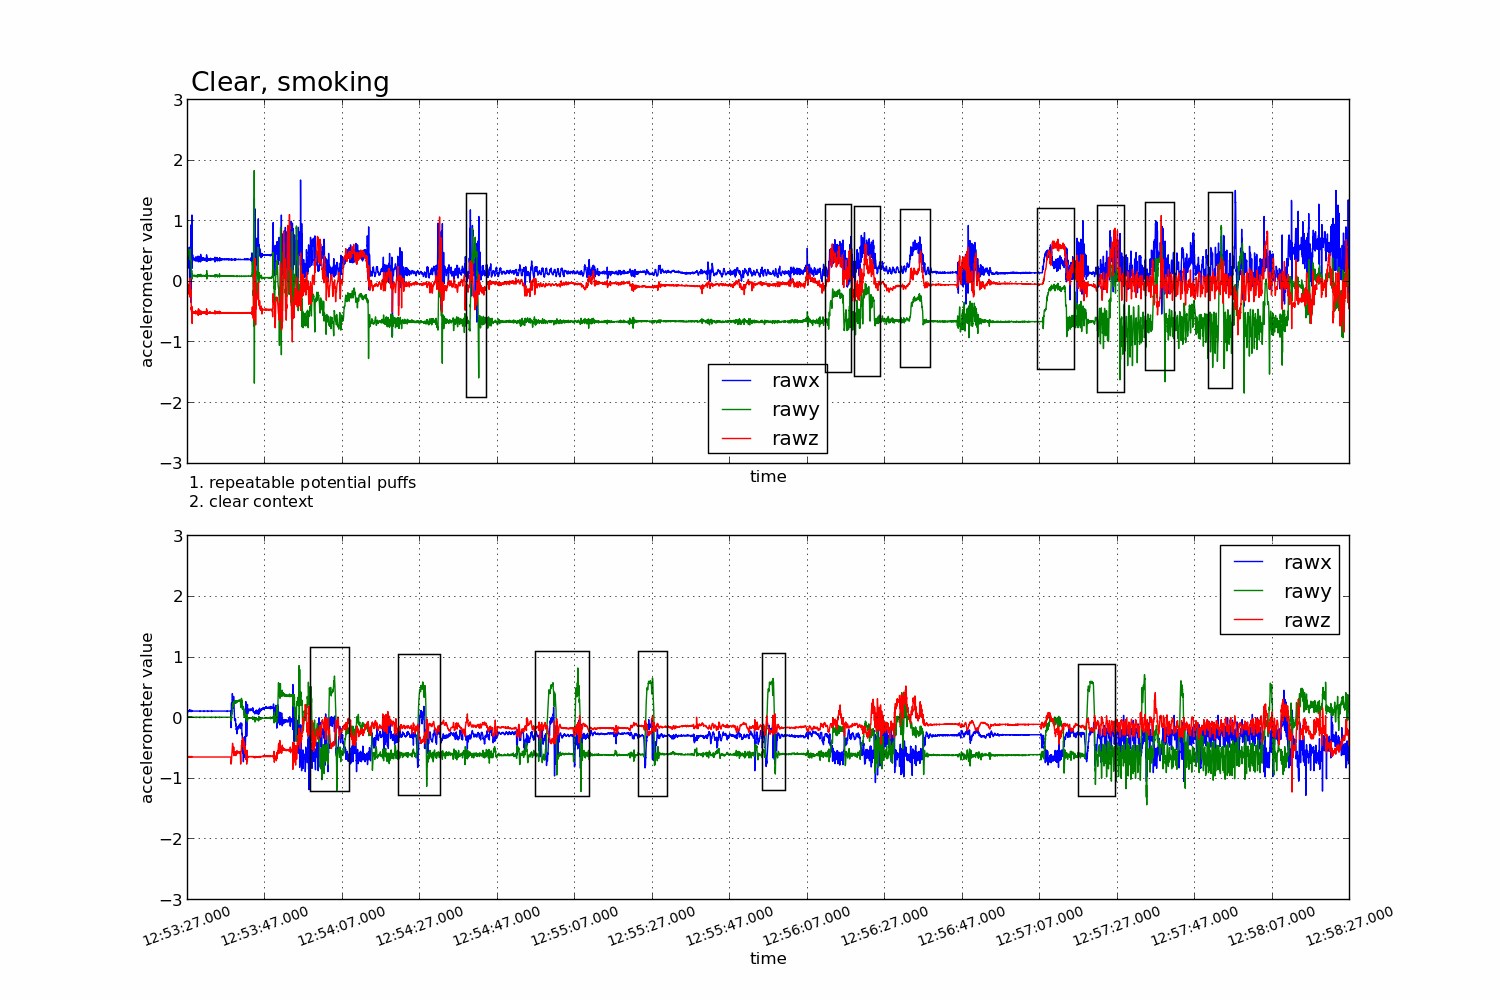 Clear, smoking
3
2
1
0
−1
−2
−3
accelerometer value
rawx
rawy
rawz
time
1. repeatable potential puffs
2. clear context
3
2
1
0
−1
−2
−3
accelerometer value
rawx
rawy
rawz
12:53:27.000 12:53:47.000 12:54:07.000 12:54:27.000 12:54:47.000 12:55:07.000 12:55:27.000 12:55:47.000 12:56:07.000 12:56:27.000 12:56:47.000 12:57:07.000 12:57:27.000 12:57:47.000 12:58:07.000 12:58:27.000
time